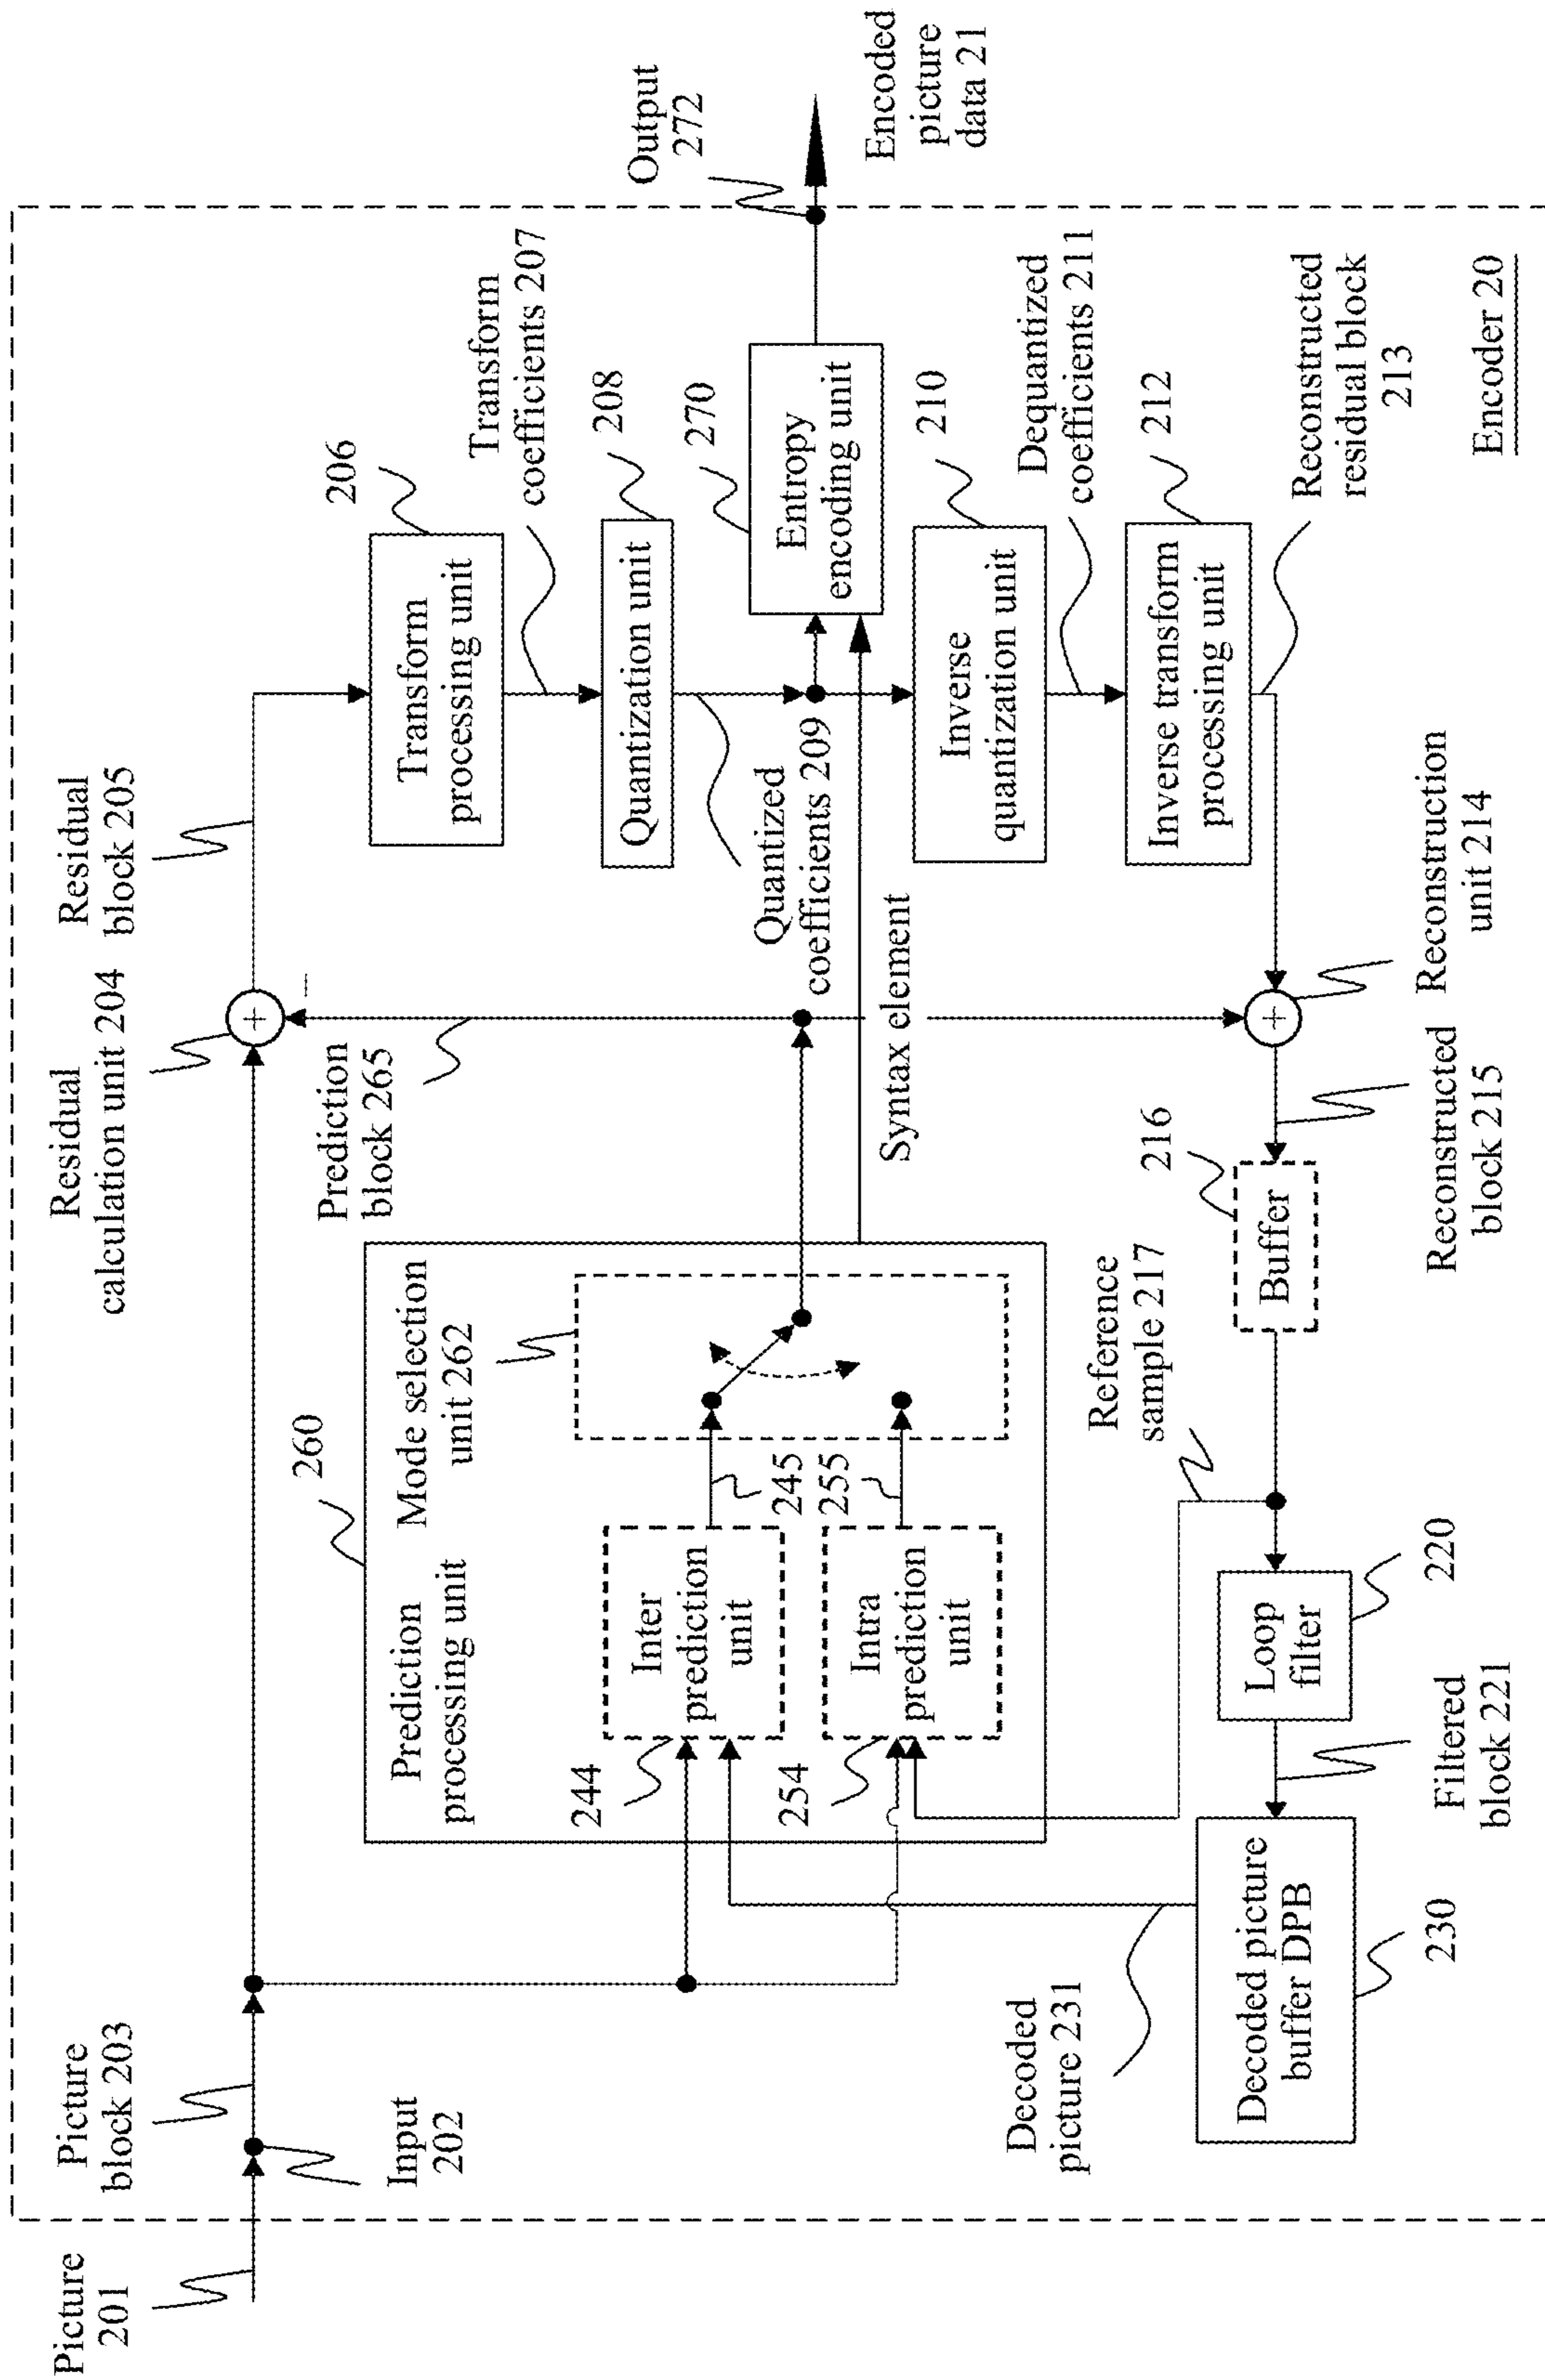 Picture
201
Picture
block 203
Input
202
Residual
calculation unit 204
Residual
block 205
Prediction
block 265
260
Prediction
processing unit
Mode selection
unit 262
244
Inter
prediction
unit
245
254
Intra
prediction
unit
255
206
Transform
processing unit
Transform
coefficients 207
208
Quantization unit
Quantized
coefficients 209
270
Entropy
encoding unit
Output
272
Encoded
picture
data 21
Syntax element
210
Inverse
quantization unit
Dequantized
coefficients 211
212
Inverse transform
processing unit
Reconstructed
residual block
213
Reconstruction
unit 214
Reconstructed
block 215
216
Buffer
Reference
sample 217
220
Loop
filter
Filtered
block 221
Decoded picture
buffer DPB
230
Decoded
picture 231
Encoder 20